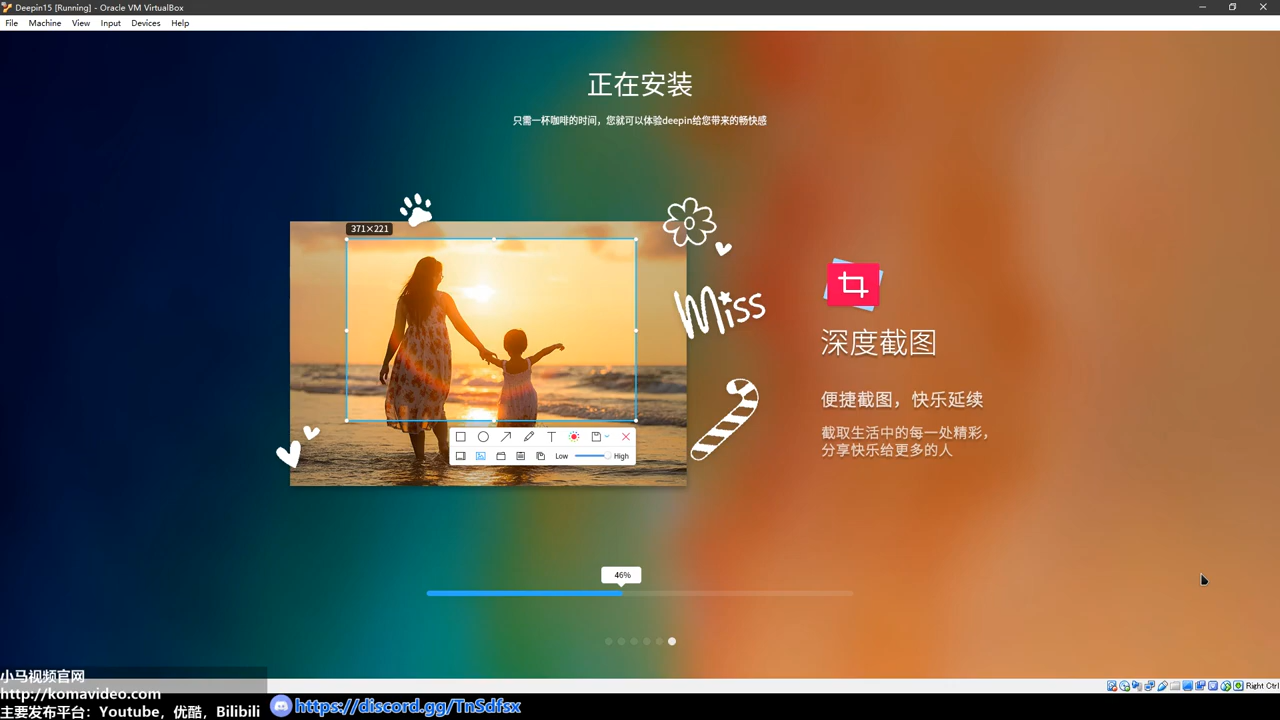 Deepin15 [Running] - Oracle VM VirtualBox
File Machine View Input Devices Help
正在安装
只需一杯咖啡的时间，您就可以体验deepin给您带来的畅快感
371×221
Miss
T
Low High
深度截图
便捷截图，快乐延续
截取生活中的每一处精彩，
分享快乐给更多的人
46%
Right Ctrl
小马视频官网
http://komavideo.com
主要发布平台：Youtube，优酷，Bilibili
https://discord.gg/TnSdfsx